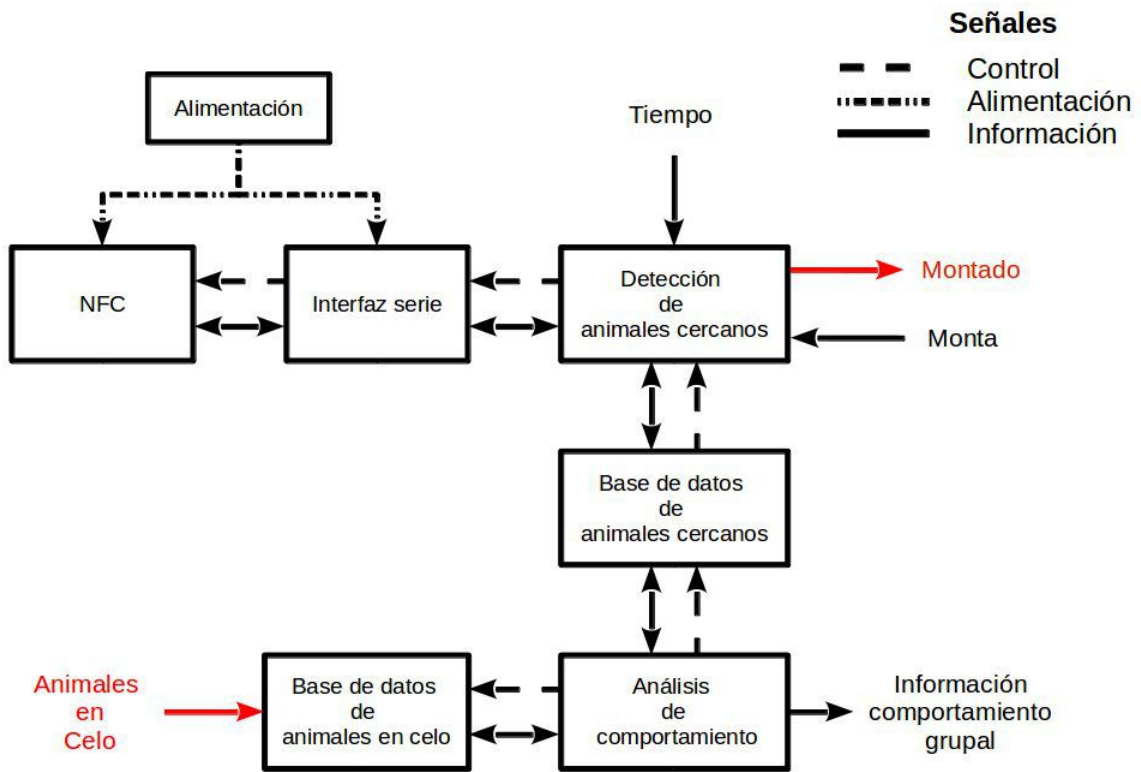 Señales
Control
Alimentación
Información
Alimentación
Tiempo
NFC
Interfaz serie
Detección
de
animales cercanos
Montado
Monta
Base de datos
de
animales cercanos
Animales
en
Celo
Base de datos
de
animales en celo
Análisis
de
comportamiento
Información
comportamiento
grupal